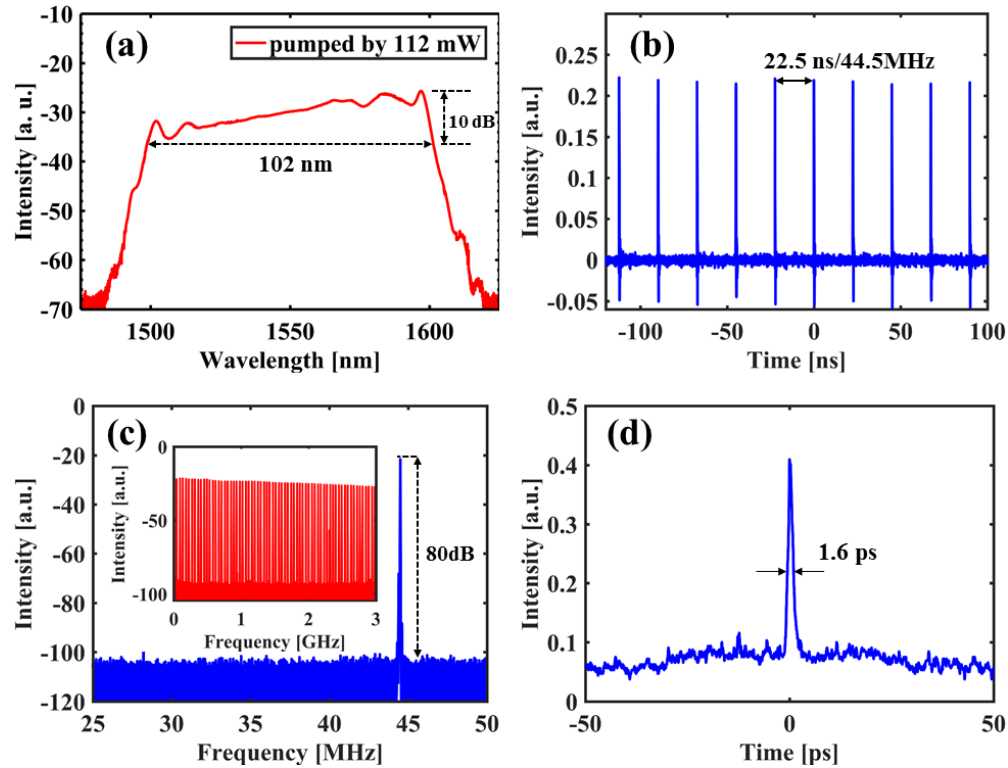 (a)
pumped by 112 mW
10 dB
102 nm
Intensity [a. u.]
-10
-20
-30
-40
-50
-60
-70
1500
1550
1600
Wavelength [nm]
(b)
22.5 ns/44.5MHz
Intensity [a.u.]
0.25
0.2
0.15
0.1
0.05
0
-0.05
-100
-50
0
50
100
Time [ns]
(c)
80dB
Intensity [a.u.]
0
-20
-40
-60
-80
-100
-120
25
30
35
40
45
50
Frequency [MHz]
Intensity [a.u.]
0
-50
-100
0
1
2
3
Frequency [GHz]
(d)
1.6 ps
Intensity [a.u.]
0.5
0.4
0.3
0.2
0.1
0
-50
0
50
Time [ps]